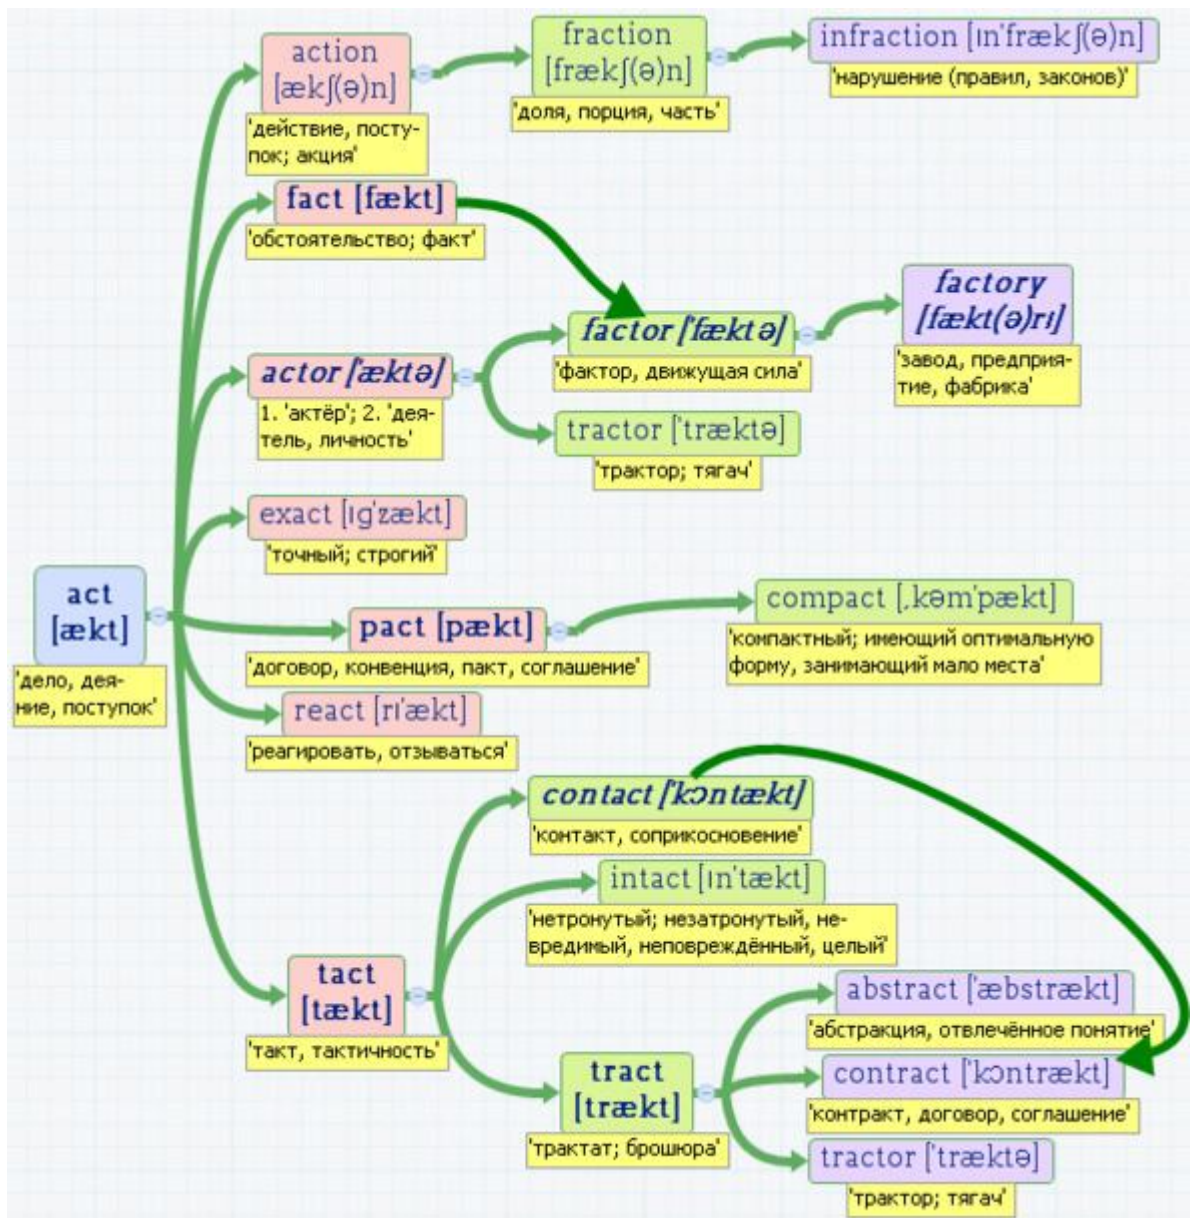 action
[ækʃ(ə)n]
'действие, посту-
пок; акция'
fraction
[frækʃ(ə)n]
'доля, порция, часть'
infraction [ɪn'frækʃ(ə)n]
'нарушение (правил, законов)'
fact [fækt]
'обстоятельство; факт'
actor ['æktə]
1. 'актёр'; 2. 'дея-
тель, личность'
factor ['fæktə]
'фактор, движущая сила'
factory
[fækt(ə)rɪ]
'завод, предприя-
тие, фабрика'
tractor ['træktə]
'трактор; тягач'
exact [ɪg'zækt]
'точный; строгий'
act
[ækt]
'дело, дея-
ние, поступок'
pact [pækt]
'договор, конвенция, пакт, соглашение'
compact [ˌkəm'pækt]
'компактный; имеющий оптимальную
форму, занимающий мало места'
react [rɪ'ækt]
'реагировать, отзываться'
tact
[tækt]
'такт, тактичность'
contact ['kɔntækt]
'контакт, соприкосновение'
intact [ɪn'tækt]
'нетронутый; незатронутый, не-
вредимый, неповреждённый, целый'
tract
[trækt]
'трактат; брошюра'
abstract ['æbstrækt]
'абстракция, отвлечённое понятие'
contract ['kɔntrækt]
'контракт, договор, соглашение'
tractor ['træktə]
'трактор; тягач'